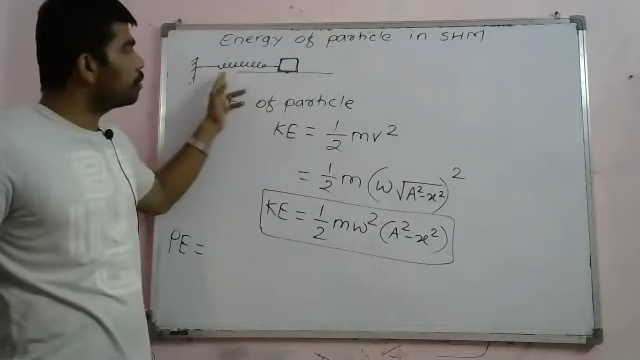 Energy of particle in SHM
of particle
KE = 1/2 mv²
= 1/2 m (ω √A²-x²)²
KE = 1/2 mω² (A²-x²)
PE =